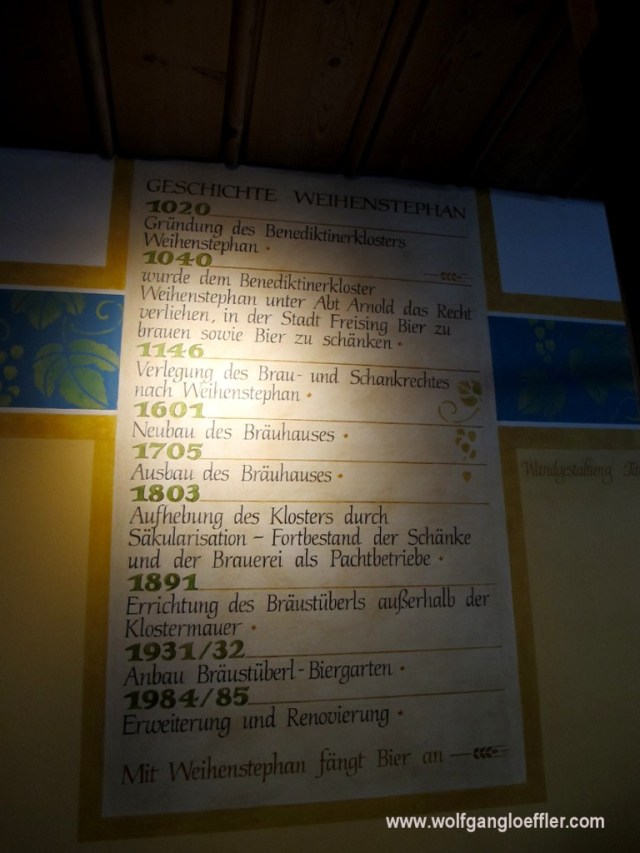 GESCHICHTE WEIHENSTEPHAN
1020
Gründung des Benediktinerklosters
Weihenstephan •
1040
wurde dem Benediktinerkloster
Weihenstephan unter Abt Arnold das Recht
verliehen, in der Stadt Freising Bier zu
brauen sowie Bier zu schänken •
1146
Verlegung des Brau- und Schankrechtes
nach Weihenstephan •
1601
Neubau des Bräuhauses •
1705
Ausbau des Bräuhauses •
1803
Aufhebung des Klosters durch
Säkularisation – Fortbestand der Schänke
und der Brauerei als Pachtbetriebe •
1891
Errichtung des Bräustüberls außerhalb der
Klostermauer •
1931/32
Anbau Bräustüberl-Biergarten •
1984/85
Erweiterung und Renovierung •
Mit Weihenstephan fängt Bier an
Wandgestaltung
www.wolfgangloeffler.com